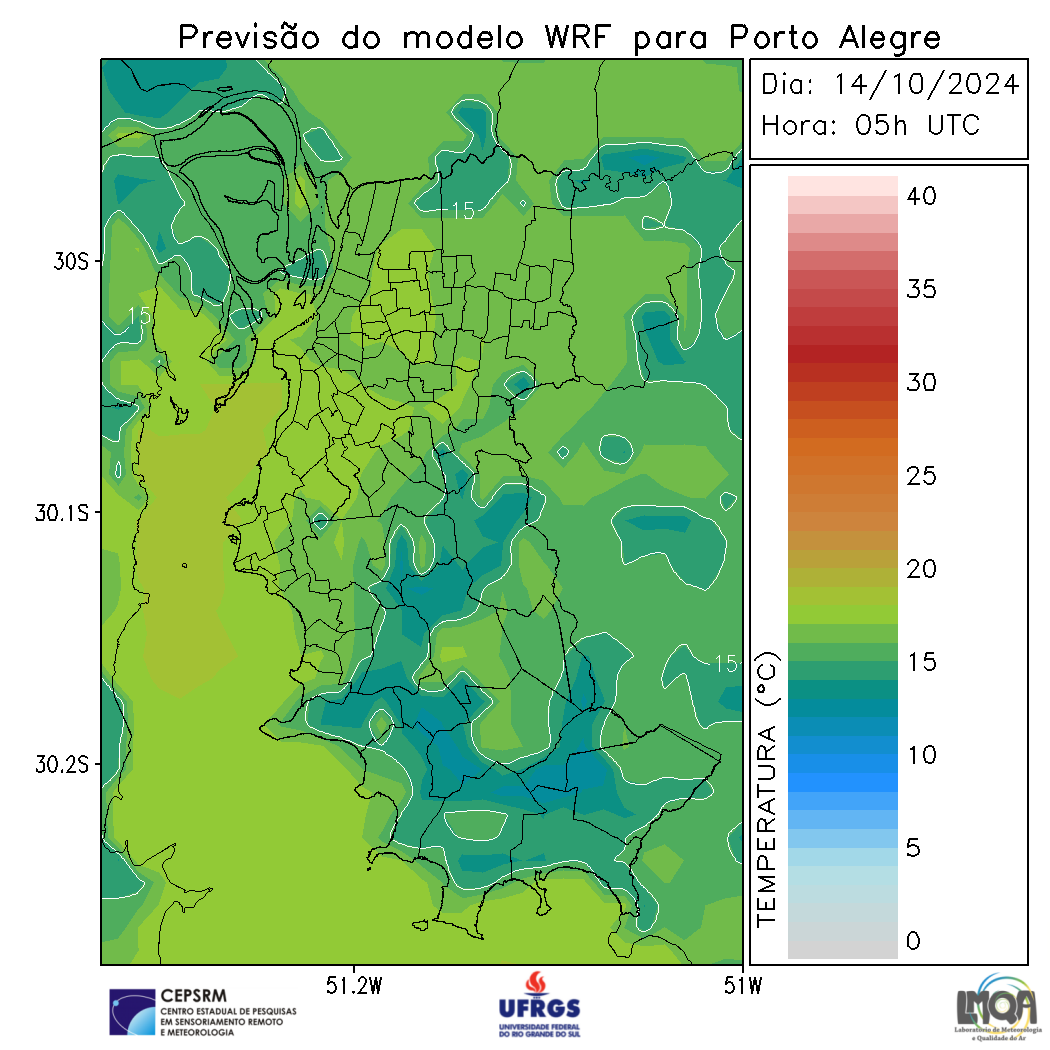 Previsão do modelo WRF para Porto Alegre
Dia: 14/10/2024
Hora: 05h UTC
40
35
30
25
20
15
10
5
0
TEMPERATURA (°C)
30S
30.1S
30.2S
51.2W
51W
15
15
15
CEPSRM
CENTRO ESTADUAL DE PESQUISAS
EM SENSORIAMENTO REMOTO
E METEOROLOGIA
UFRGS
UNIVERSIDADE FEDERAL
DO RIO GRANDE DO SUL
LMQA
Laboratório de Meteorologia
e Qualidade do Ar